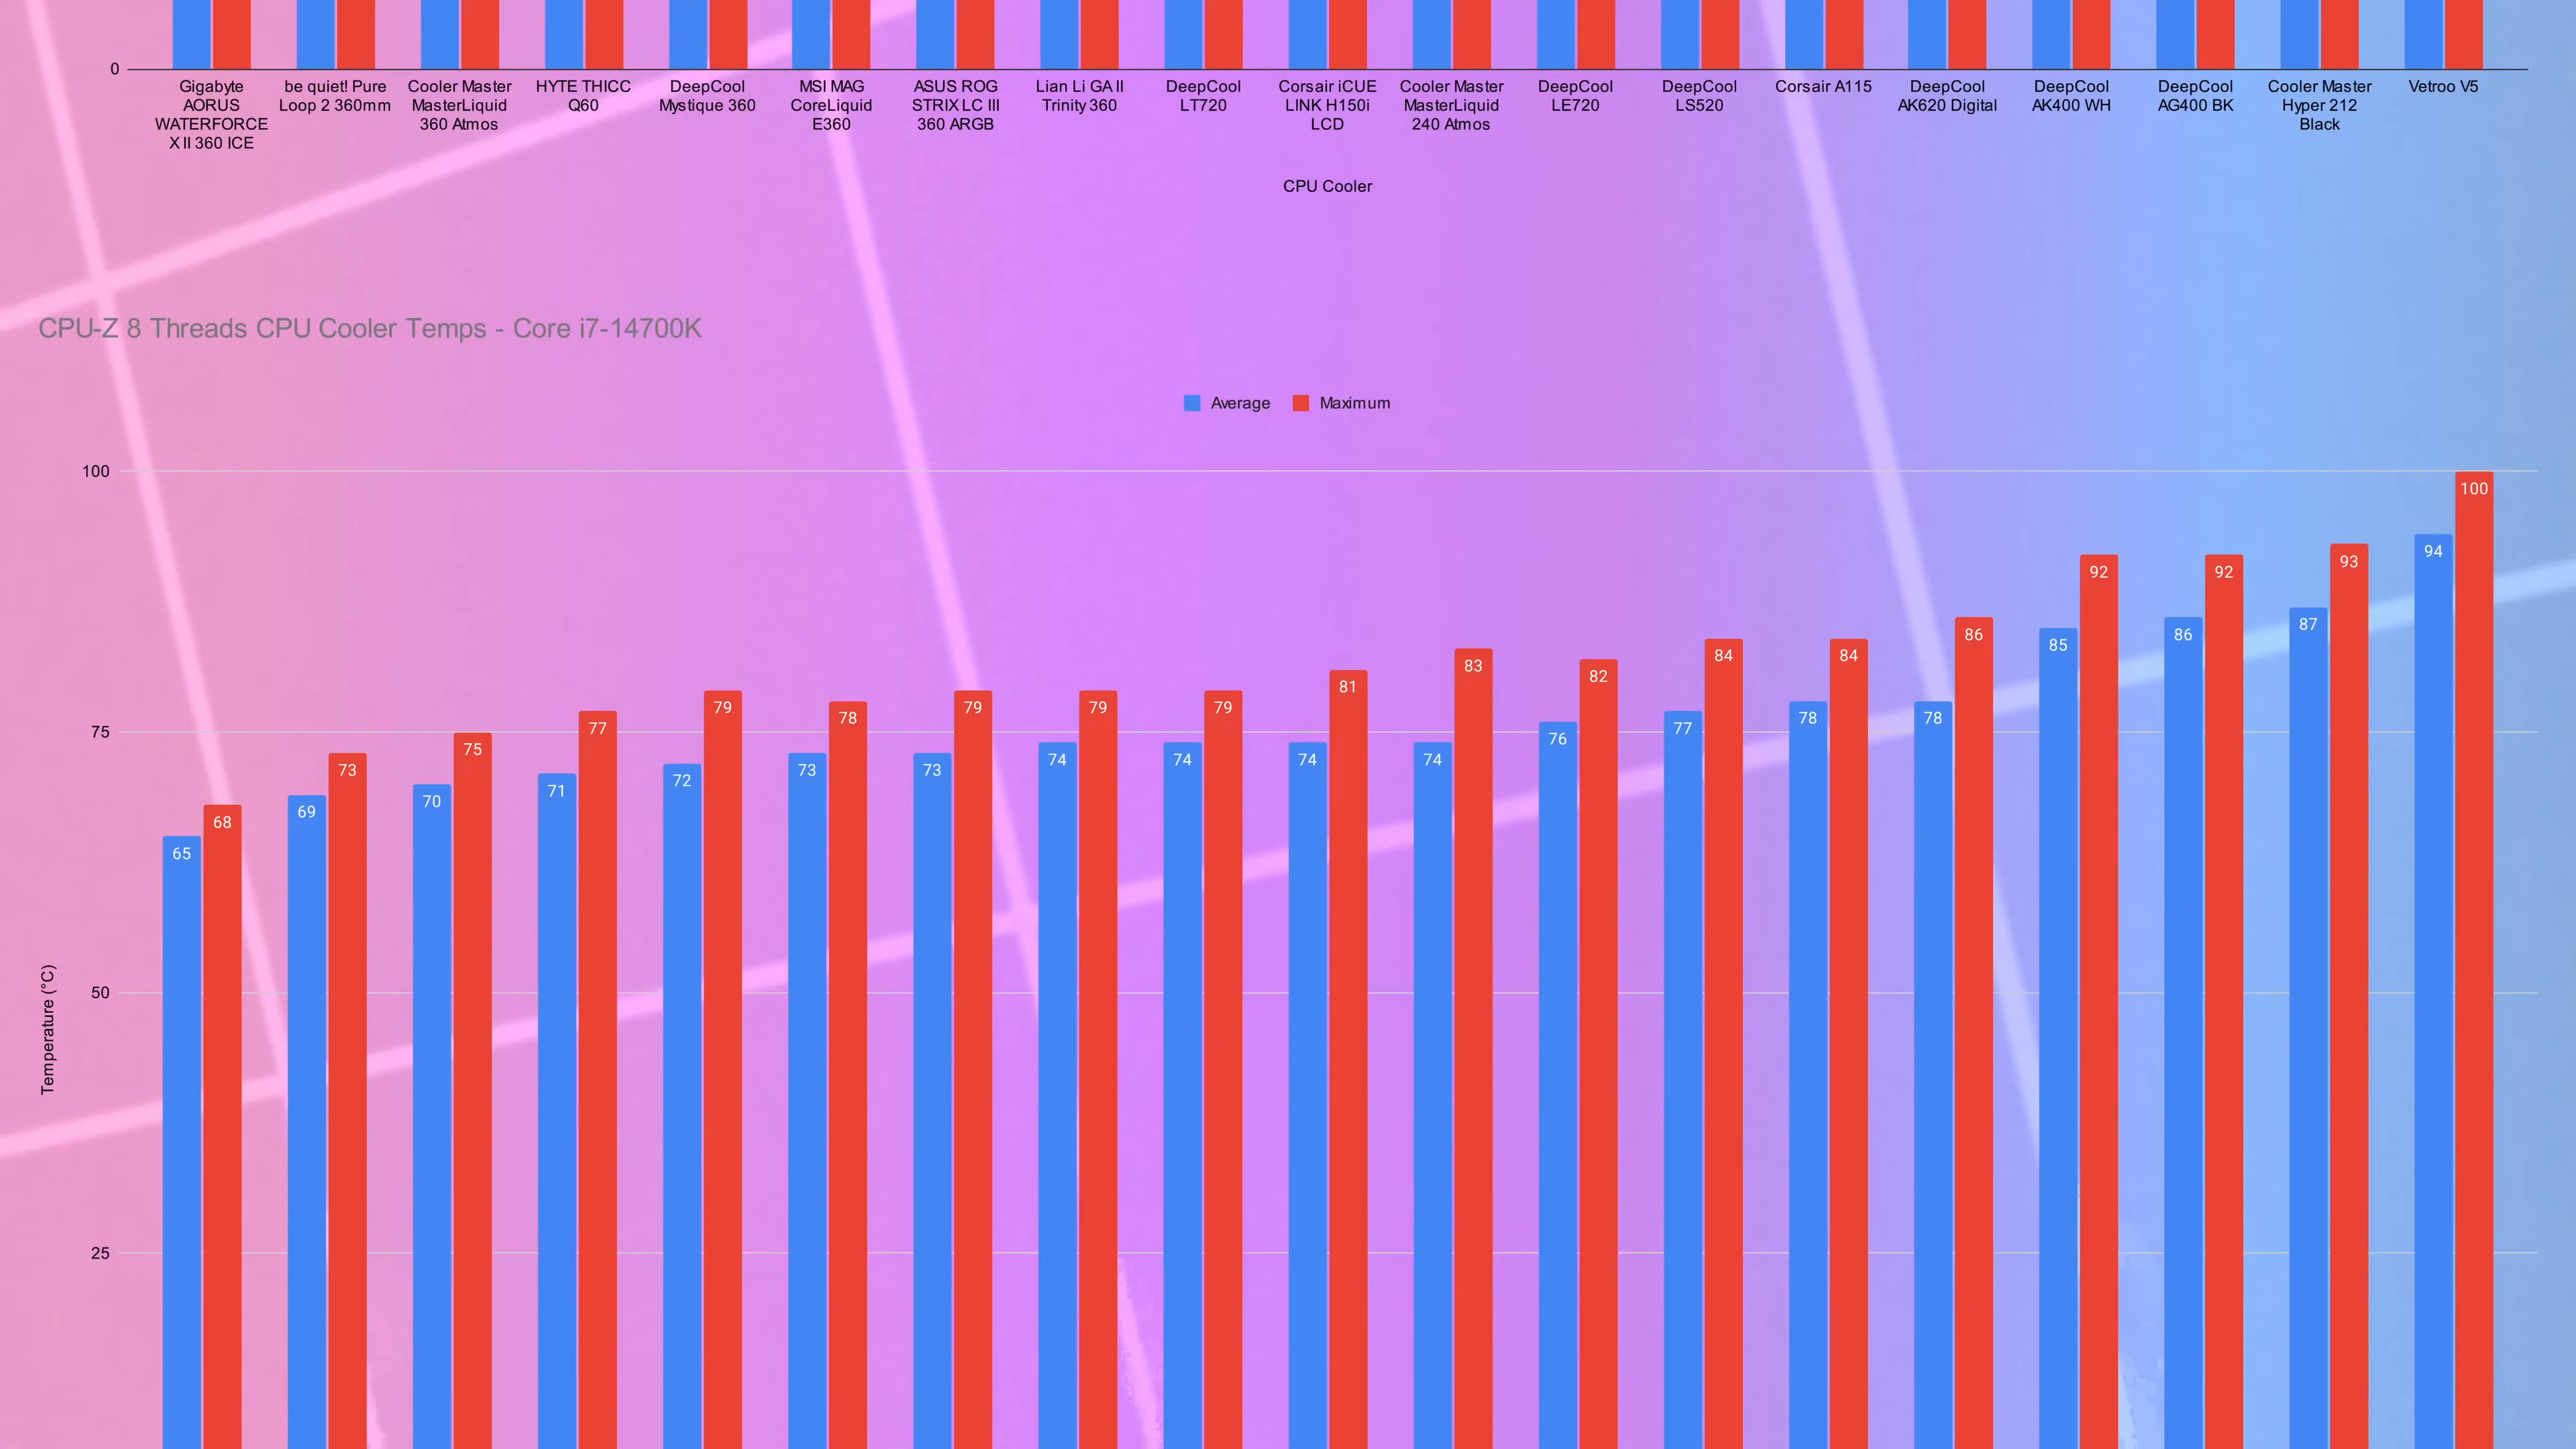 0
Gigabyte
AORUS
WATERFORCE
X II 360 ICE
be quiet! Pure
Loop 2 360mm
Cooler Master
MasterLiquid
360 Atmos
HYTE THICC
Q60
DeepCool
Mystique 360
MSI MAG
CoreLiquid
E360
ASUS ROG
STRIX LC III
360 ARGB
Lian Li GA II
Trinity 360
DeepCool
LT720
Corsair iCUE
LINK H150i
LCD
Cooler Master
MasterLiquid
240 Atmos
DeepCool
LE720
DeepCool
LS520
Corsair A115
DeepCool
AK620 Digital
DeepCool
AK400 WH
DeepCool
AG400 BK
Cooler Master
Hyper 212
Black
Vetroo V5
CPU Cooler
CPU-Z 8 Threads CPU Cooler Temps - Core i7-14700K
Average Maximum
Temperature (°C)
100
75
50
25
65 68
69 73
70 75
71 77
72 79
73 78
73 79
74 79
74 79
74 81
74 83
76 82
77 84
78 84
78 86
85 92
86 92
87 93
94 100